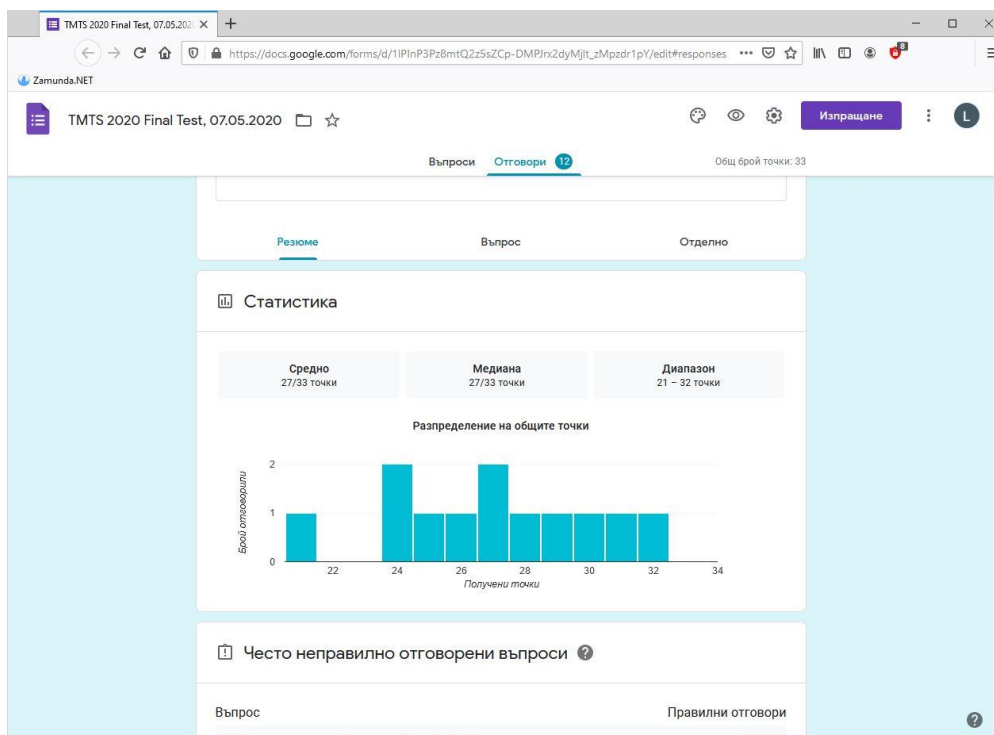 TMTS 2020 Final Test, 07.05.202
https://docs.google.com/forms/d/1IPInP3Pz8mtQ2z5sZCp-DMPJrx2dyMjlt_zMpzdr1pY/edit#responses
8
Zamunda.NET
TMTS 2020 Final Test, 07.05.2020
Изпращане
L
Въпроси Отговори 12
Общ брой точки: 33
Резюме Въпрос Отделно
Статистика
Средно Медиана Диапазон
27/33 точки 27/33 точки 21 – 32 точки
Разпределение на общите точки
Брой отговорили
2
1
0
22 24 26 28 30 32 34
Получени точки
Често неправилно отговорени въпроси ?
Въпрос Правилни отговори
?